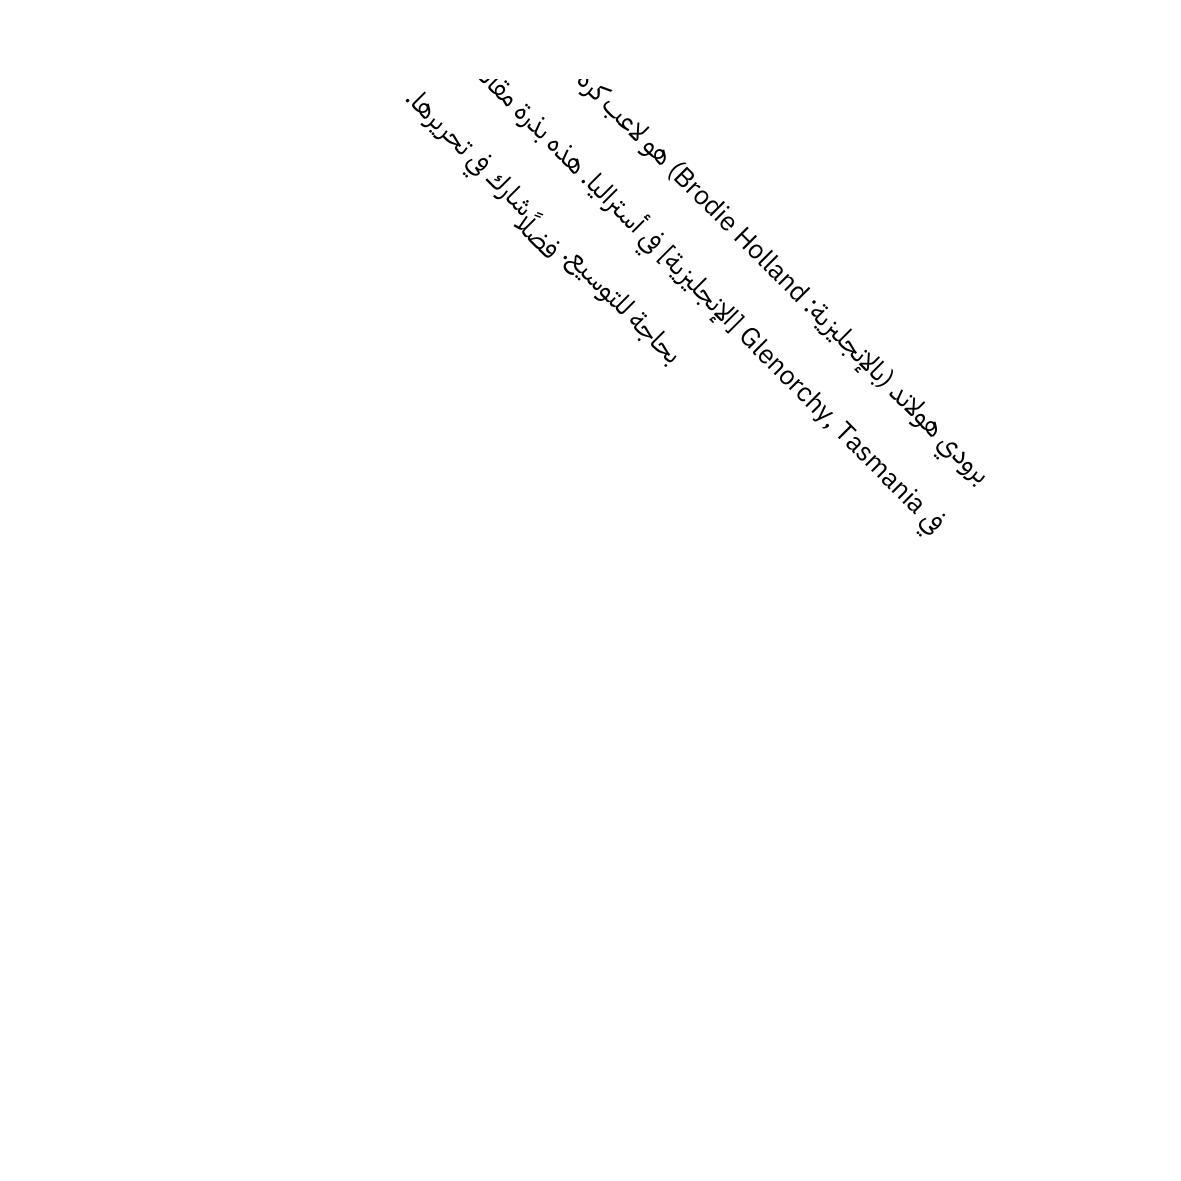 برودي هولاند (بالإنجليزية: Brodie Holland) هو لاعب كرة
في Glenorchy, Tasmania [الإنجليزية] في أستراليا. هذه بذرة
بحاجة للتوسيع. فضلًا شارك في تحريرها.